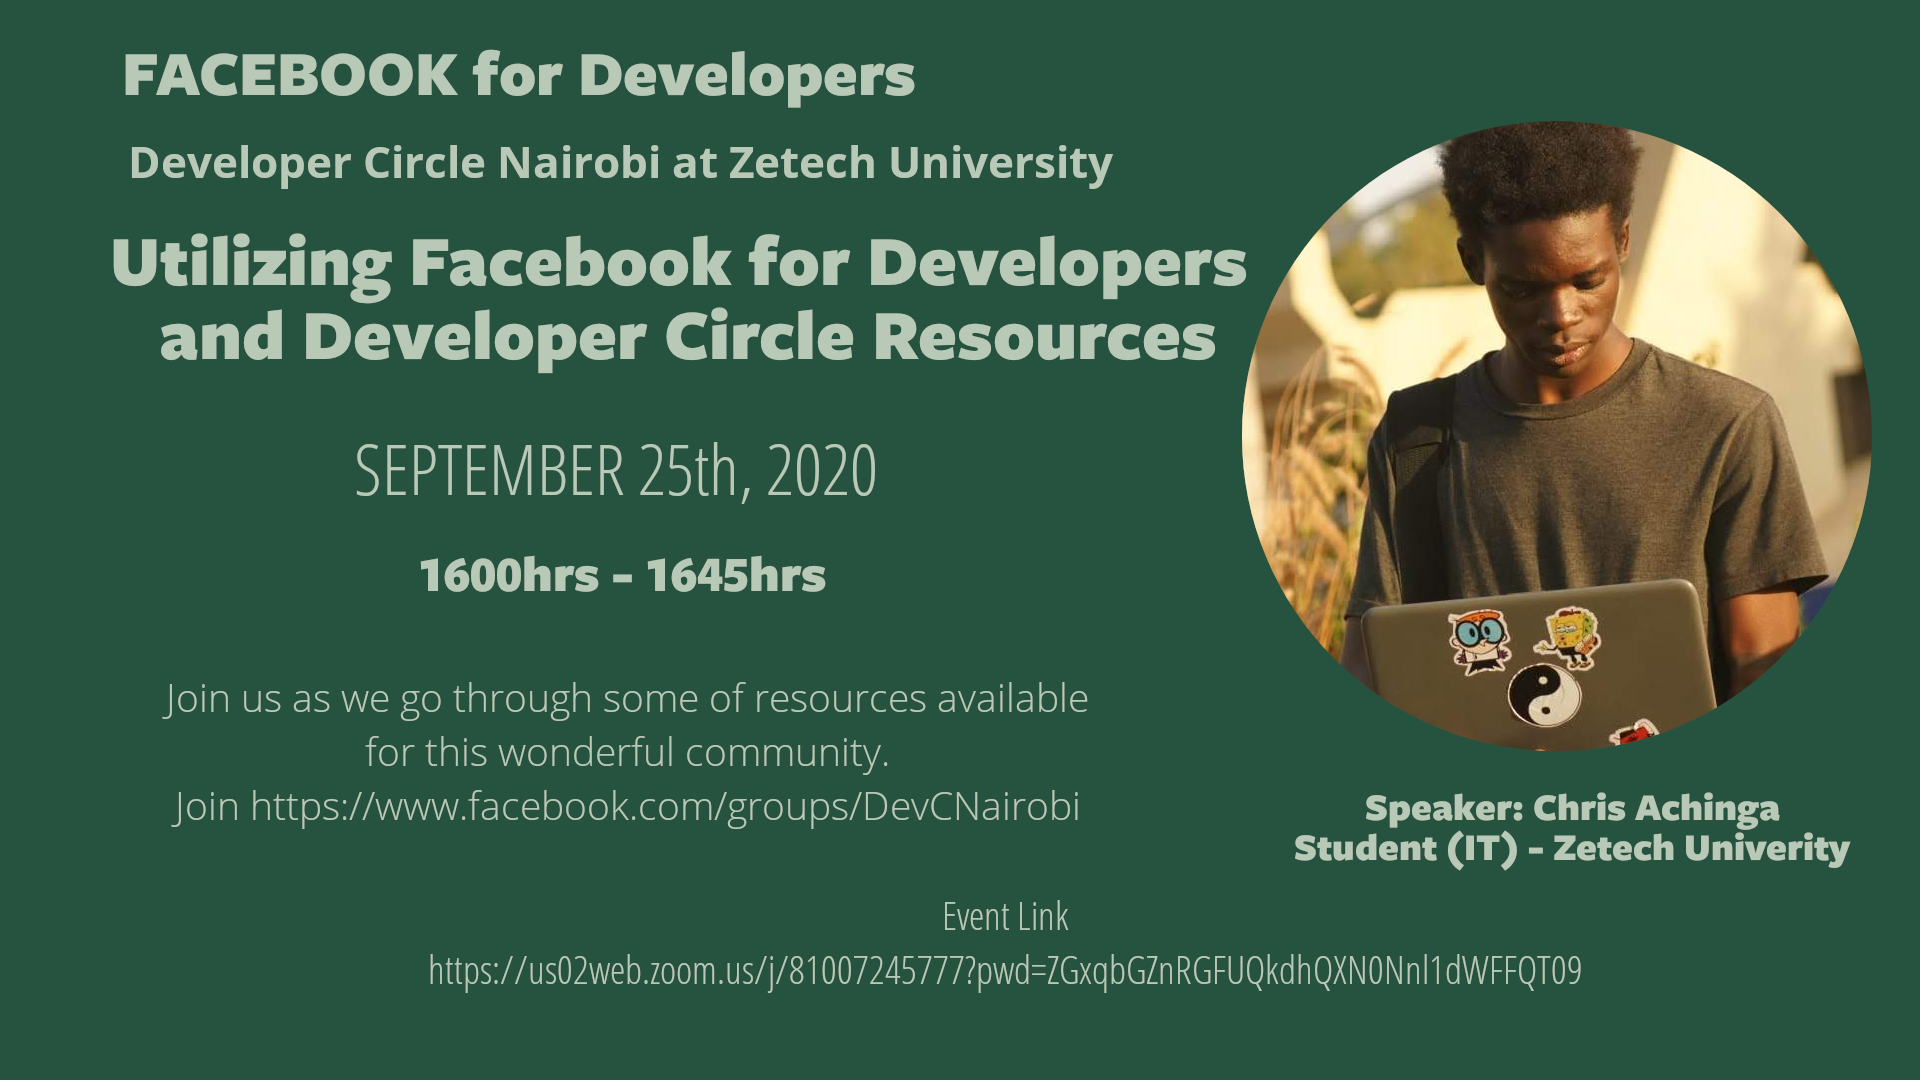 FACEBOOK for Developers
Developer Circle Nairobi at Zetech University
Utilizing Facebook for Developers
and Developer Circle Resources
SEPTEMBER 25th, 2020
1600hrs – 1645hrs
Join us as we go through some of resources available
for this wonderful community.
Join https://www.facebook.com/groups/DevCNairobi
Speaker: Chris Achinga
Student (IT) – Zetech Univerity
Event Link
https://us02web.zoom.us/j/81007245777?pwd=ZGxqbGZnRGFUQkdhQXN0Nnl1dWFFQT09